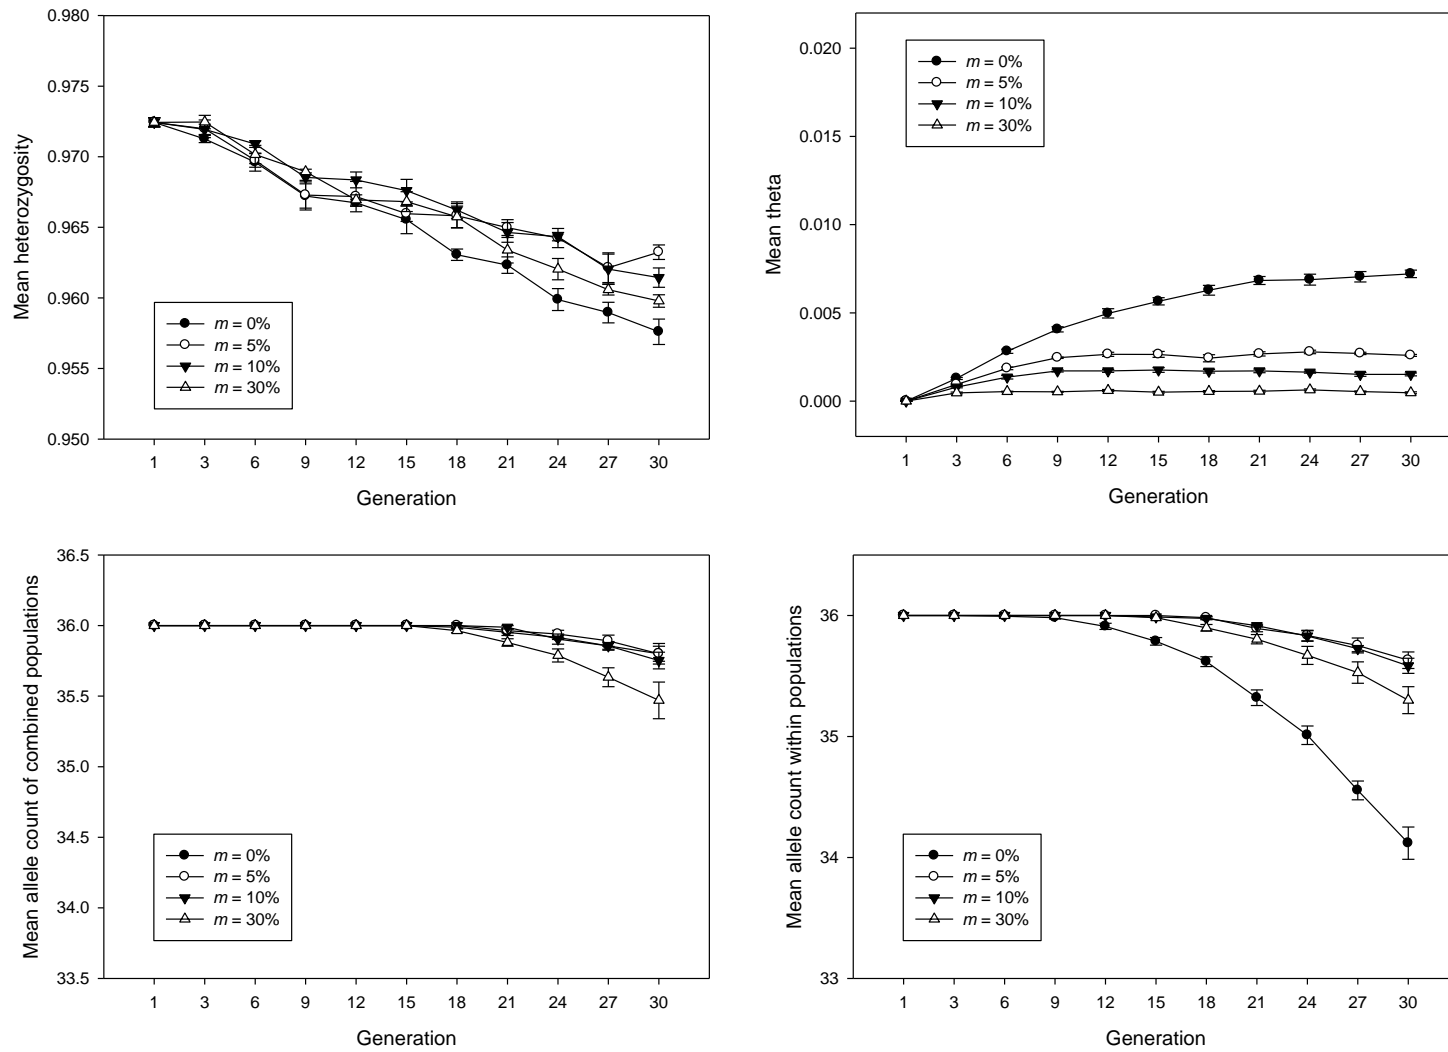 Mean heterozygosity
0.980
0.975
0.970
0.965
0.960
0.955
0.950
m = 0%
m = 5%
m = 10%
m = 30%
1 3 6 9 12 15 18 21 24 27 30
Generation
Mean theta
0.020
0.015
0.010
0.005
0.000
m = 0%
m = 5%
m = 10%
m = 30%
1 3 6 9 12 15 18 21 24 27 30
Generation
Mean allele count of combined populations
36.5
36.0
35.5
35.0
34.5
34.0
33.5
m = 0%
m = 5%
m = 10%
m = 30%
1 3 6 9 12 15 18 21 24 27 30
Generation
Mean allele count within populations
36
35
34
33
m = 0%
m = 5%
m = 10%
m = 30%
1 3 6 9 12 15 18 21 24 27 30
Generation